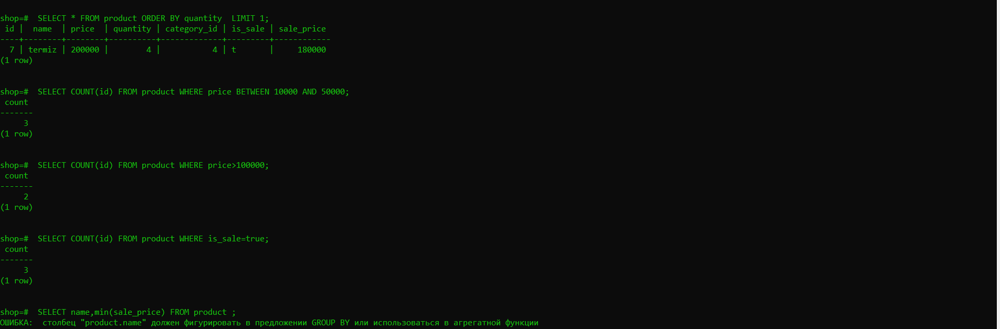 shop=#  SELECT * FROM product ORDER BY quantity  LIMIT 1;
 id |  name  | price  | quantity | category_id | is_sale | sale_price
----+--------+--------+----------+-------------+---------+------------
  7 | termiz | 200000 |        4 |           4 | t       |     180000
(1 row)
shop=#  SELECT COUNT(id) FROM product WHERE price BETWEEN 10000 AND 50000;
 count
-------
     3
(1 row)
shop=#  SELECT COUNT(id) FROM product WHERE price>100000;
 count
-------
     2
(1 row)
shop=#  SELECT COUNT(id) FROM product WHERE is_sale=true;
 count
-------
     3
(1 row)
shop=#  SELECT name,min(sale_price) FROM product ;
ОШИБКА:  столбец "product.name" должен фигурировать в предложении GROUP BY или использоваться в агрегатной функции